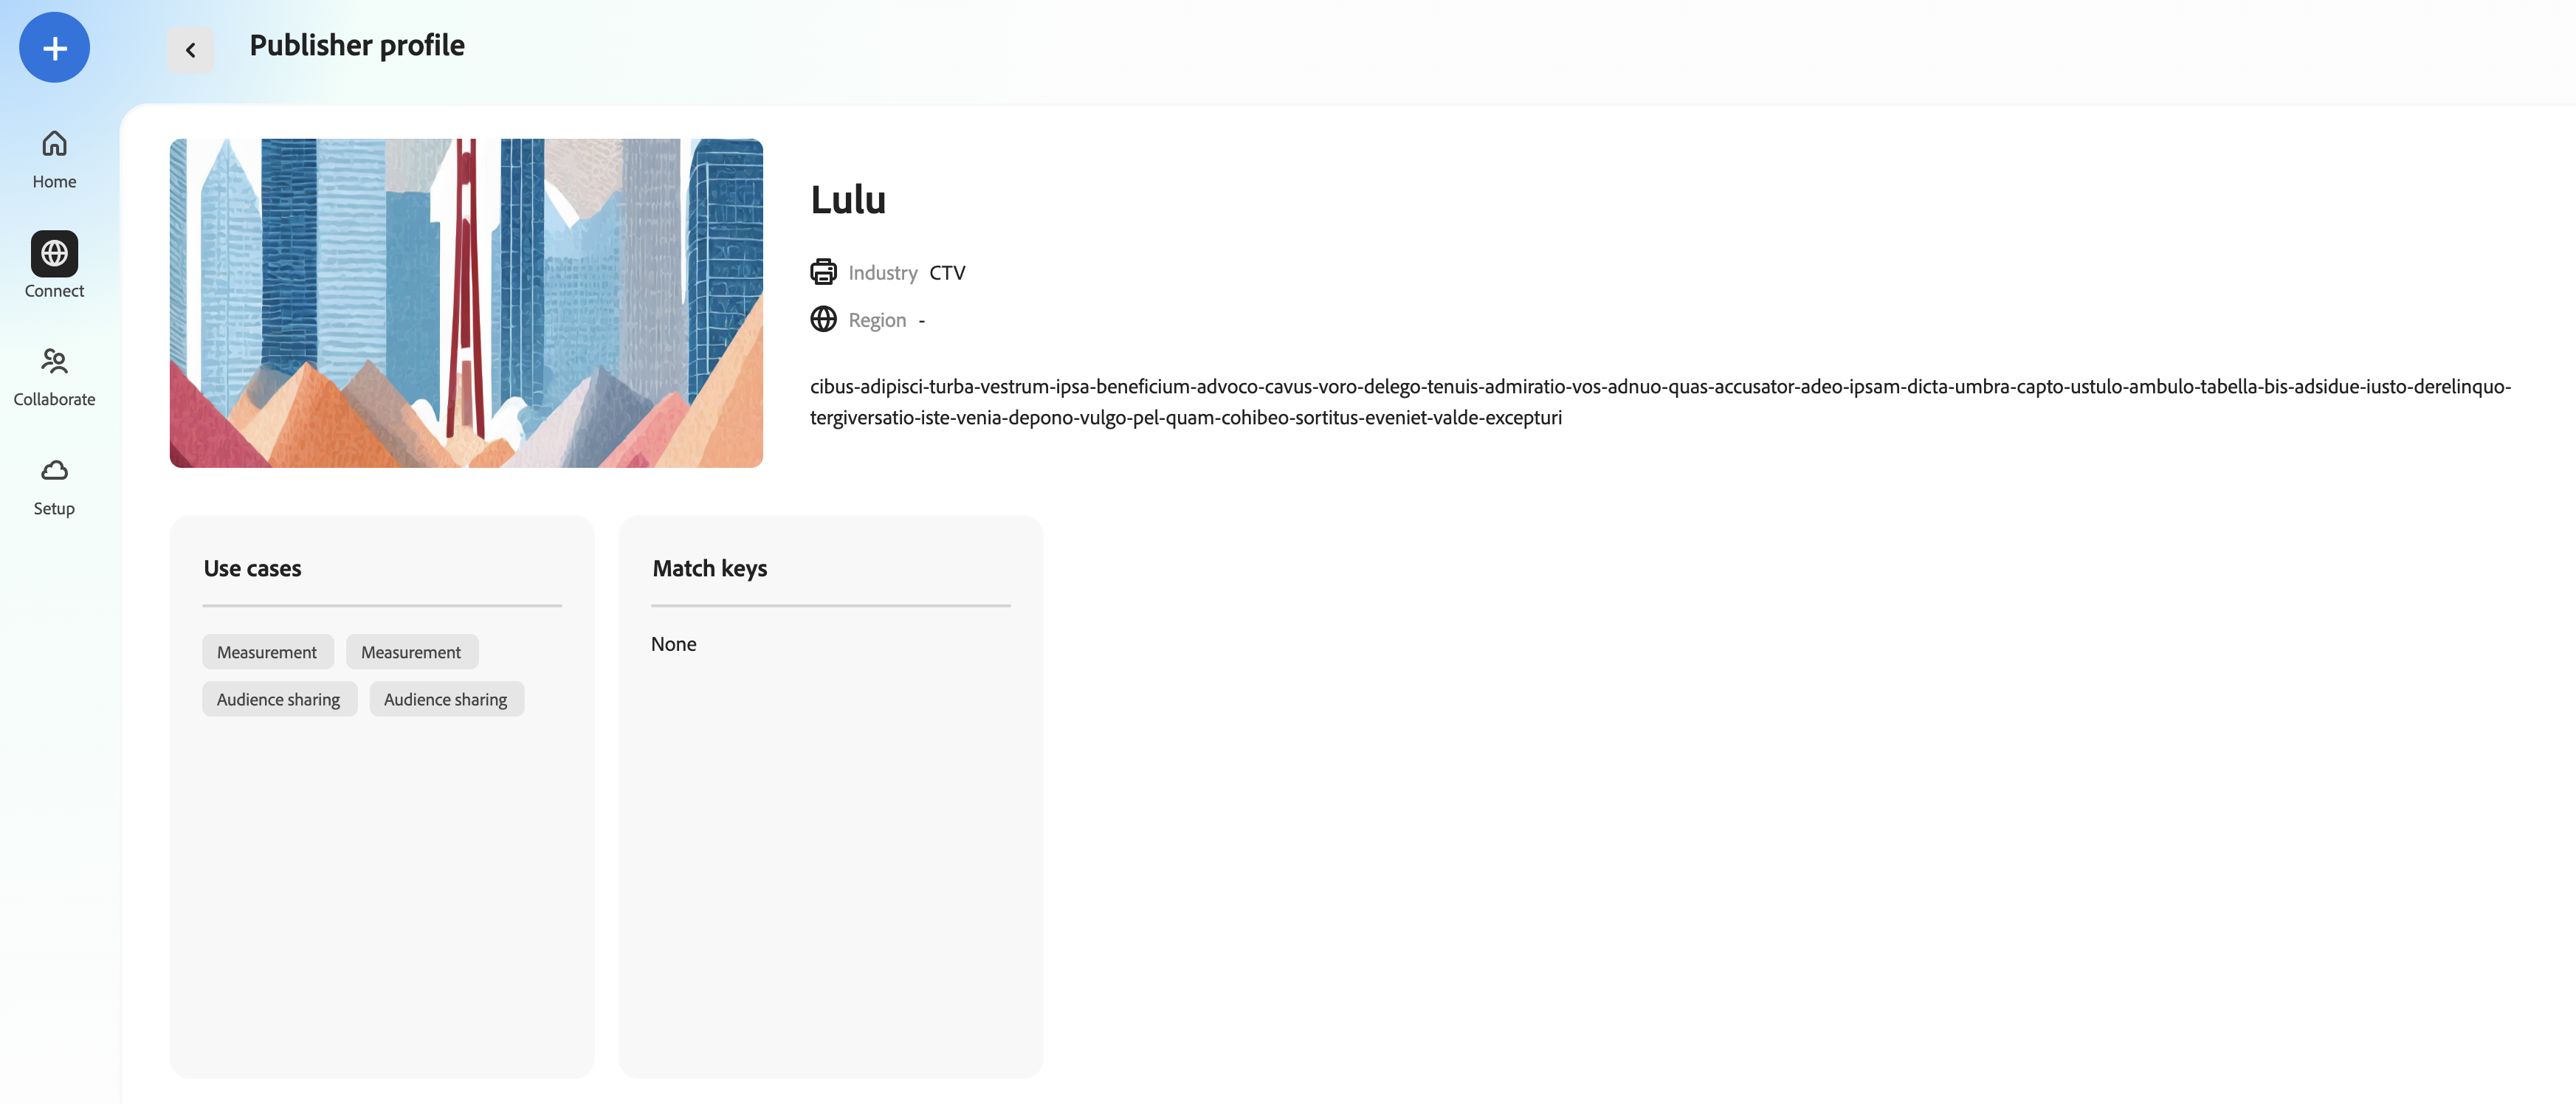 Publisher profile
Home
Connect
Collaborate
Setup
Lulu
Industry CTV
Region -
cibus-adipisci-turba-vestrum-ipsa-beneficium-advoco-cavus-voro-delego-tenuis-admiratio-vos-adnuo-quas-accusator-adeo-ipsam-dicta-umbra-capto-ustulo-ambulo-tabella-bis-adsidue-iusto-derelinquo-
tergiversatio-iste-venia-depono-vulgo-pel-quam-cohibeo-sortitus-eveniet-valde-excepturi
Use cases
Measurement Measurement
Audience sharing Audience sharing
Match keys
None